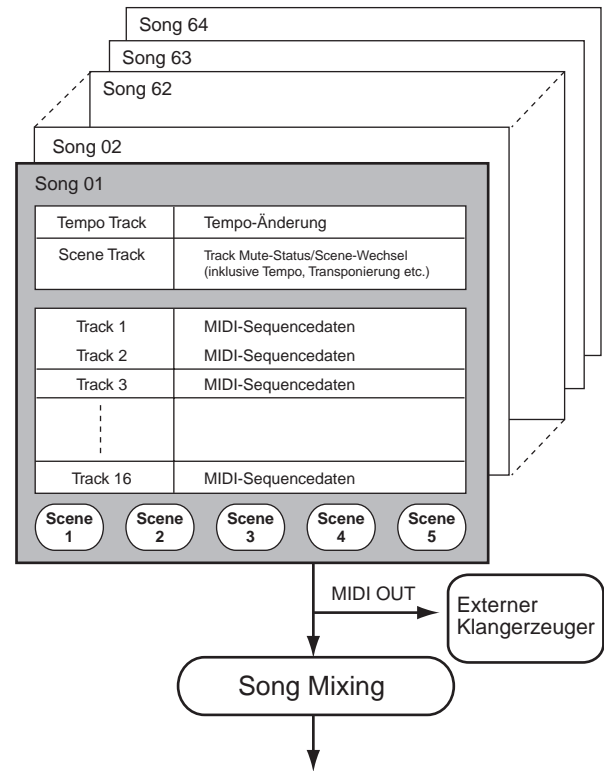 Song 64
Song 63
Song 62
Song 02
Song 01
Tempo Track Tempo-Änderung
Scene Track Track Mute-Status/Scene-Wechsel
(inklusive Tempo, Transponierung etc.)
Track 1 MIDI-Sequencedaten
Track 2 MIDI-Sequencedaten
Track 3 MIDI-Sequencedaten
Track 16 MIDI-Sequencedaten
Scene 1
Scene 2
Scene 3
Scene 4
Scene 5
MIDI OUT
Externer
Klangerzeuger
Song Mixing